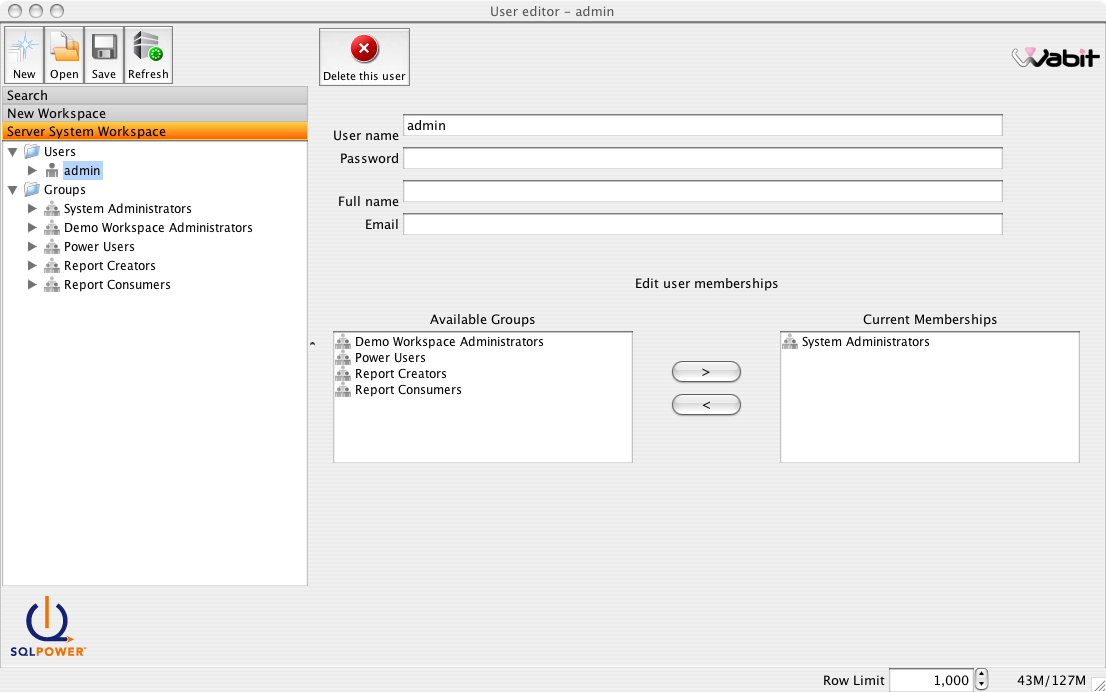 User editor – admin
New Open Save Refresh
Delete this user
Wabit
Search
New Workspace
Server System Workspace
Users
admin
Groups
System Administrators
Demo Workspace Administrators
Power Users
Report Creators
Report Consumers
User name admin
Password
Full name
Email
Edit user memberships
Available Groups
Demo Workspace Administrators
Power Users
Report Creators
Report Consumers
>
<
Current Memberships
System Administrators
SQLPOWER
Row Limit 1,000 43M/127M